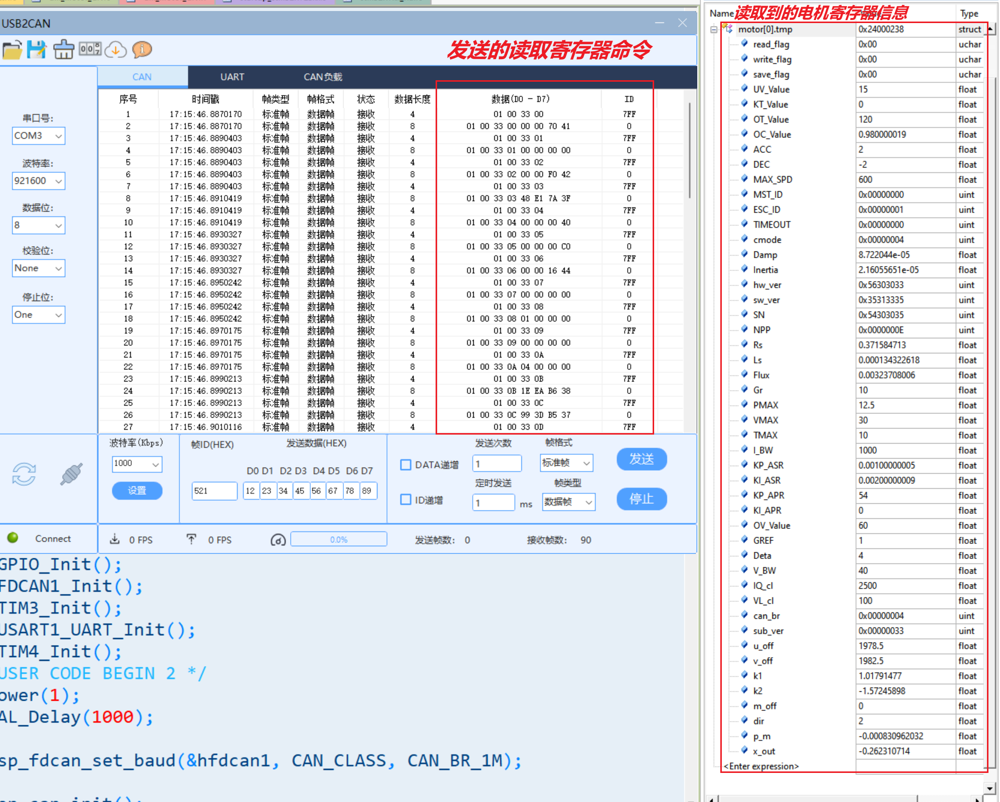 USB2CAN
发送的读取寄存器命令
CAN UART CAN负载
序号 时间戳 帧类型 帧格式 状态 数据长度 数据(D0 - D7) ID
1 17:15:46.8870170 标准帧 数据帧 接收 4 01 00 33 00 7FF
2 17:15:46.8870170 标准帧 数据帧 接收 8 01 00 33 00 00 00 70 41 0
3 17:15:46.8890403 标准帧 数据帧 接收 4 01 00 33 01 7FF
4 17:15:46.8890403 标准帧 数据帧 接收 8 01 00 33 01 00 00 00 00 0
5 17:15:46.8890403 标准帧 数据帧 接收 4 01 00 33 02 7FF
6 17:15:46.8890403 标准帧 数据帧 接收 8 01 00 33 02 00 00 F0 42 0
7 17:15:46.8890403 标准帧 数据帧 接收 4 01 00 33 03 7FF
8 17:15:46.8910419 标准帧 数据帧 接收 8 01 00 33 03 48 E1 7A 3F 0
9 17:15:46.8910419 标准帧 数据帧 接收 4 01 00 33 04 7FF
10 17:15:46.8910419 标准帧 数据帧 接收 8 01 00 33 04 00 00 00 40 0
11 17:15:46.8930327 标准帧 数据帧 接收 4 01 00 33 05 7FF
12 17:15:46.8930327 标准帧 数据帧 接收 8 01 00 33 05 00 00 00 C0 0
13 17:15:46.8930327 标准帧 数据帧 接收 4 01 00 33 06 7FF
14 17:15:46.8930327 标准帧 数据帧 接收 8 01 00 33 06 00 00 16 44 0
15 17:15:46.8950242 标准帧 数据帧 接收 4 01 00 33 07 7FF
16 17:15:46.8950242 标准帧 数据帧 接收 8 01 00 33 07 00 00 00 00 0
17 17:15:46.8950242 标准帧 数据帧 接收 4 01 00 33 08 7FF
18 17:15:46.8950242 标准帧 数据帧 接收 8 01 00 33 08 01 00 00 00 0
19 17:15:46.8970175 标准帧 数据帧 接收 4 01 00 33 09 7FF
20 17:15:46.8970175 标准帧 数据帧 接收 8 01 00 33 09 00 00 00 00 0
21 17:15:46.8970175 标准帧 数据帧 接收 4 01 00 33 0A 7FF
22 17:15:46.8970175 标准帧 数据帧 接收 8 01 00 33 0A 04 00 00 00 0
23 17:15:46.8990213 标准帧 数据帧 接收 4 01 00 33 0B 7FF
24 17:15:46.8990213 标准帧 数据帧 接收 8 01 00 33 0B 1E EA B6 38 0
25 17:15:46.8990213 标准帧 数据帧 接收 4 01 00 33 0C 7FF
26 17:15:46.8990213 标准帧 数据帧 接收 8 01 00 33 0C 99 3D B5 37 0
27 17:15:46.9010116 标准帧 数据帧 接收 4 01 00 33 0D 7FF
串口号:
COM3
波特率:
921600
数据位:
8
校验位:
None
停止位:
One
波特率(Kbps)
1000
设置
帧ID(HEX) 发送数据(HEX)
D0 D1 D2 D3 D4 D5 D6 D7
521 12 23 34 45 56 67 78 89
DATA递增
ID递增
发送次数
1
定时发送
1 ms
帧格式
标准帧
帧类型
数据帧
发送
停止
Connect 0 FPS 0 FPS 0.0% 发送帧数: 0 接收帧数: 90
GPIO_Init();
FDCAN1_Init();
TIM3_Init();
USART1_UART_Init();
TIM4_Init();
USER CODE BEGIN 2 */
ower(1);
AL_Delay(1000);
sp_fdcan_set_baud(&hfdcan1, CAN_CLASS, CAN_BR_1M);
Name 读取到的电机寄存器信息 Type
motor[0].tmp 0x24000238 struct
read_flag 0x00 uchar
write_flag 0x00 uchar
save_flag 0x00 uchar
UV_Value 15 float
KT_Value 0 float
OT_Value 120 float
OC_Value 0.980000019 float
ACC 2 float
DEC -2 float
MAX_SPD 600 float
MST_ID 0x00000000 uint
ESC_ID 0x00000001 uint
TIMEOUT 0x00000000 uint
cmode 0x00000004 uint
Damp 8.722044e-05 float
Inertia 2.16055651e-05 float
hw_ver 0x56303033 uint
sw_ver 0x35313335 uint
SN 0x54303035 uint
NPP 0x0000000E uint
Rs 0.371584713 float
Ls 0.000134322618 float
Flux 0.00323708006 float
Gr 10 float
PMAX 12.5 float
VMAX 30 float
TMAX 10 float
I_BW 1000 float
KP_ASR 0.00100000005 float
KI_ASR 0.00200000009 float
KP_APR 54 float
KI_APR 0 float
OV_Value 60 float
GREF 1 float
Deta 4 float
V_BW 40 float
IQ_cl 2500 float
VL_cl 100 float
can_br 0x00000004 uint
sub_ver 0x00000033 uint
u_off 1978.5 float
v_off 1982.5 float
k1 1.01791477 float
k2 -1.57245898 float
m_off 0 float
dir 2 float
p_m -0.000830962032 float
x_out -0.262310714 float
<Enter expression>